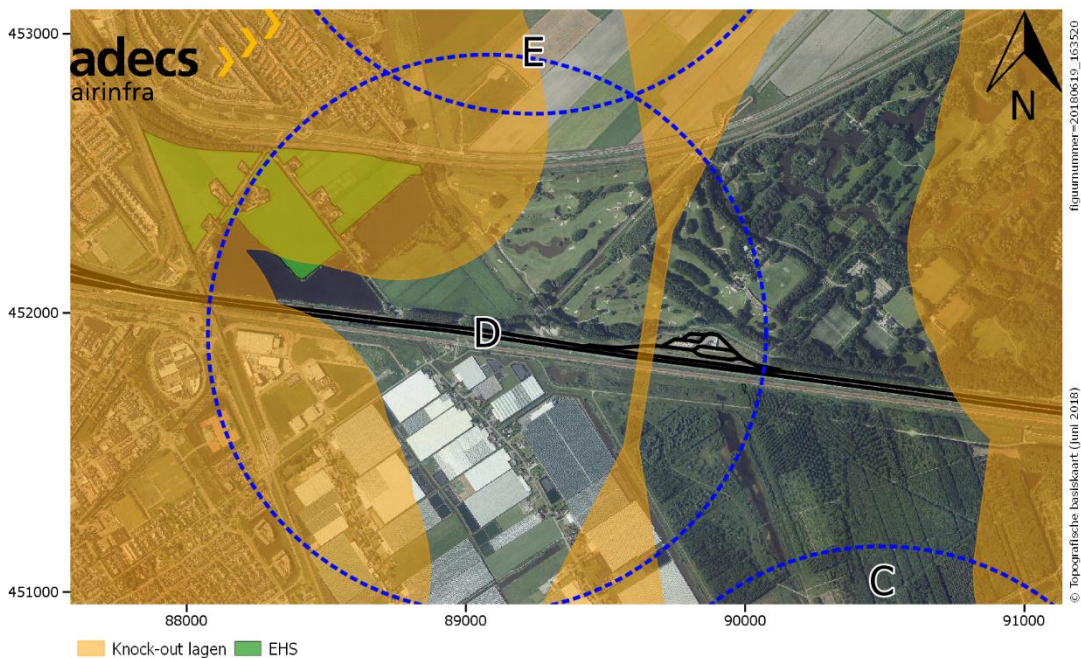 453000
adecs
airinfra
E
N
figuurnummer=20180619_163520
452000
D
© Topografische basiskaart (juni 2018)
C
451000
88000 89000 90000 91000
Knock-out lagen EHS